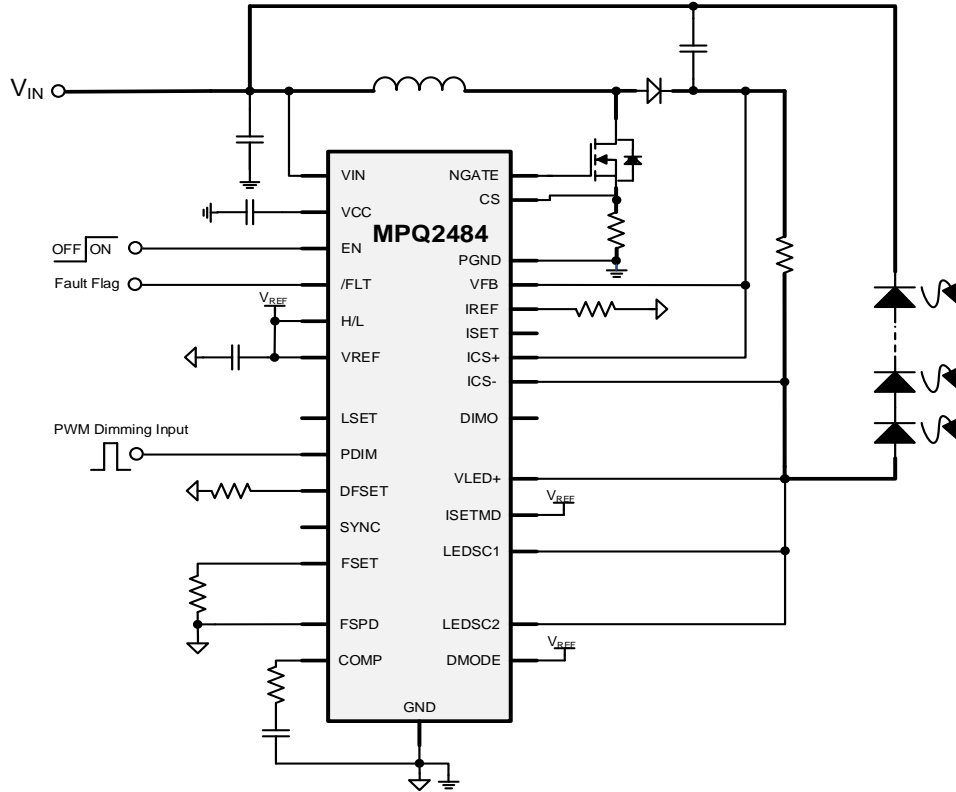 VIN
MPQ2484
VIN
VCC
EN
/FLT
H/L
VREF
LSET
PDIM
DFSET
SYNC
FSET
FSPD
COMP
GND
NGATE
CS
PGND
VFB
IREF
ISET
ICS+
ICS-
DIMO
VLED+
ISETMD
LEDSC1
LEDSC2
DMODE
OFF ON
Fault Flag
VREF
PWM Dimming Input
VREF
VREF